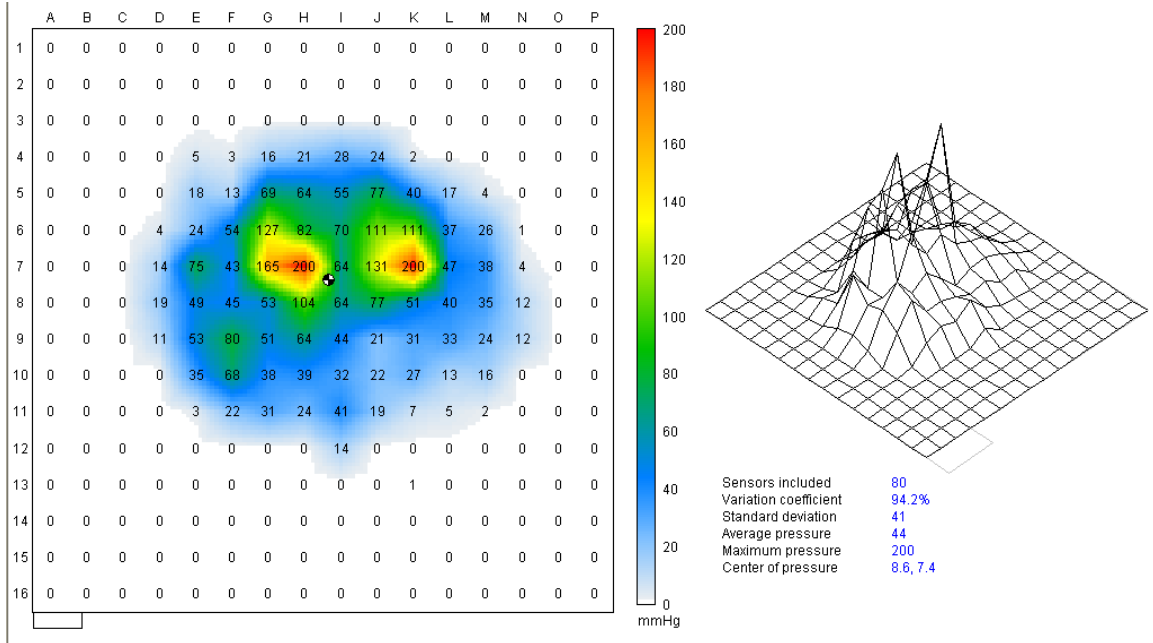 A B C D E F G H I J K L M N O P
1 0 0 0 0 0 0 0 0 0 0 0 0 0 0 0 0
2 0 0 0 0 0 0 0 0 0 0 0 0 0 0 0 0
3 0 0 0 0 0 0 0 0 0 0 0 0 0 0 0 0
4 0 0 0 0 5 3 16 21 28 24 2 0 0 0 0 0
5 0 0 0 0 18 13 69 64 55 77 40 17 4 0 0 0
6 0 0 0 4 24 54 127 82 70 111 111 37 26 1 0 0
7 0 0 0 14 75 43 165 200 64 131 200 47 38 4 0 0
8 0 0 0 19 49 45 53 104 64 77 51 40 35 12 0 0
9 0 0 0 11 53 80 51 64 44 21 31 33 24 12 0 0
10 0 0 0 0 35 68 38 39 32 22 27 13 16 0 0 0
11 0 0 0 0 3 22 31 24 41 19 7 5 2 0 0 0
12 0 0 0 0 0 0 0 0 14 0 0 0 0 0 0 0
13 0 0 0 0 0 0 0 0 0 0 1 0 0 0 0 0
14 0 0 0 0 0 0 0 0 0 0 0 0 0 0 0 0
15 0 0 0 0 0 0 0 0 0 0 0 0 0 0 0 0
16 0 0 0 0 0 0 0 0 0 0 0 0 0 0 0 0
200
180
160
140
120
100
80
60
40
20
0
mmHg
Sensors included 80
Variation coefficient 94.2%
Standard deviation 41
Average pressure 44
Maximum pressure 200
Center of pressure 8.6, 7.4